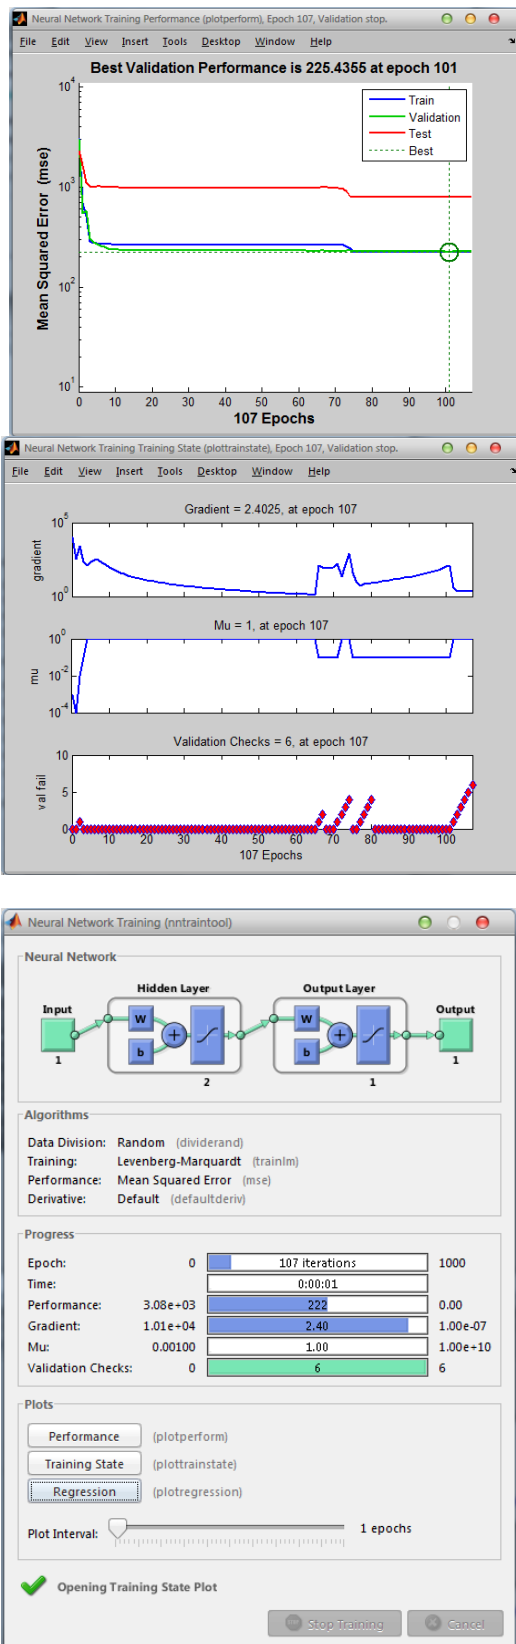 Neural Network Training Performance (plotperform), Epoch 107, Validation stop.
File Edit View Insert Tools Desktop Window Help
Best Validation Performance is 225.4355 at epoch 101
10^4
10^3
10^2
10^1
Mean Squared Error (mse)
Train
Validation
Test
Best
0 10 20 30 40 50 60 70 80 90 100
107 Epochs
Neural Network Training Training State (plottrainstate), Epoch 107, Validation stop.
File Edit View Insert Tools Desktop Window Help
Gradient = 2.4025, at epoch 107
10^5
10^0
gradient
Mu = 1, at epoch 107
10^0
10^-2
10^-4
mu
Validation Checks = 6, at epoch 107
10
5
0
val fail
0 10 20 30 40 50 60 70 80 90 100
107 Epochs
Neural Network Training (nntraintool)
Neural Network
Hidden Layer Output Layer
Input Output
W W
b b
1 2 1 1
Algorithms
Data Division: Random (dividerand)
Training: Levenberg-Marquardt (trainlm)
Performance: Mean Squared Error (mse)
Derivative: Default (defaultderiv)
Progress
Epoch: 0 107 iterations 1000
Time: 0:00:01
Performance: 3.08e+03 222 0.00
Gradient: 1.01e+04 2.40 1.00e-07
Mu: 0.00100 1.00 1.00e+10
Validation Checks: 0 6 6
Plots
Performance (plotperform)
Training State (plottrainstate)
Regression (plotregression)
Plot Interval: 1 epochs
Opening Training State Plot
Stop Training Cancel